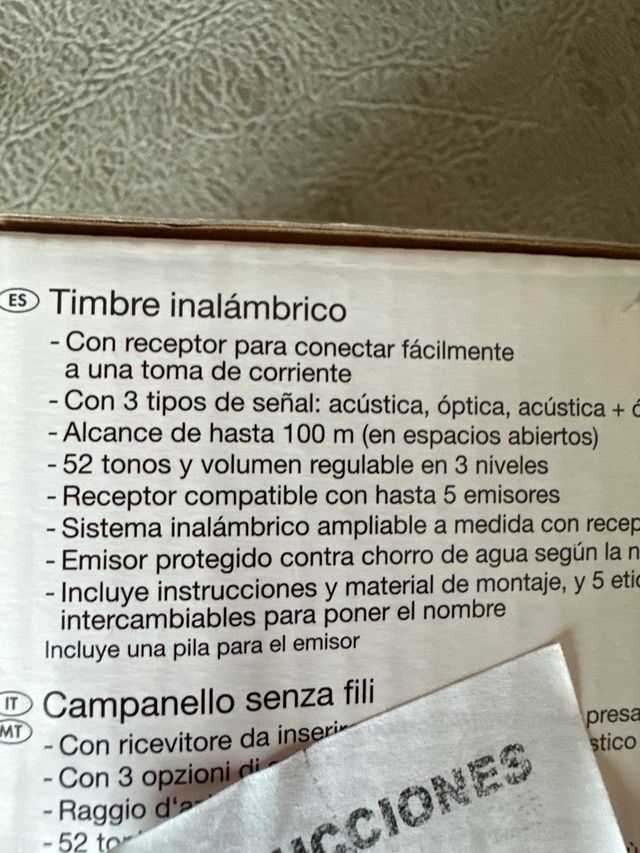 ES Timbre inalámbrico
- Con receptor para conectar fácilmente
a una toma de corriente
- Con 3 tipos de señal: acústica, óptica, acústica +
- Alcance de hasta 100 m (en espacios abiertos)
- 52 tonos y volumen regulable en 3 niveles
- Receptor compatible con hasta 5 emisores
- Sistema inalámbrico ampliable a medida con
- Emisor protegido contra chorro de agua según la
- Incluye instrucciones y material de montaje, y 5
intercambiables para poner el nombre
Incluye una pila para el emisor
IT
MT
Campanello senza fili
- Con ricevitore da presa
- Con 3 opzioni di
- Raggio
- 52